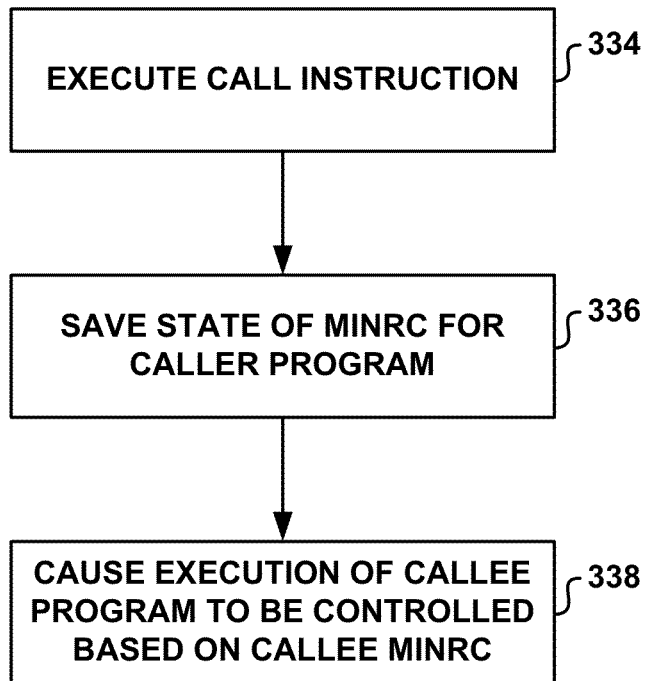 EXECUTE CALL INSTRUCTION
334
SAVE STATE OF MINRC FOR
CALLER PROGRAM
336
CAUSE EXECUTION OF CALLEE
PROGRAM TO BE CONTROLLED
BASED ON CALLEE MINRC
338